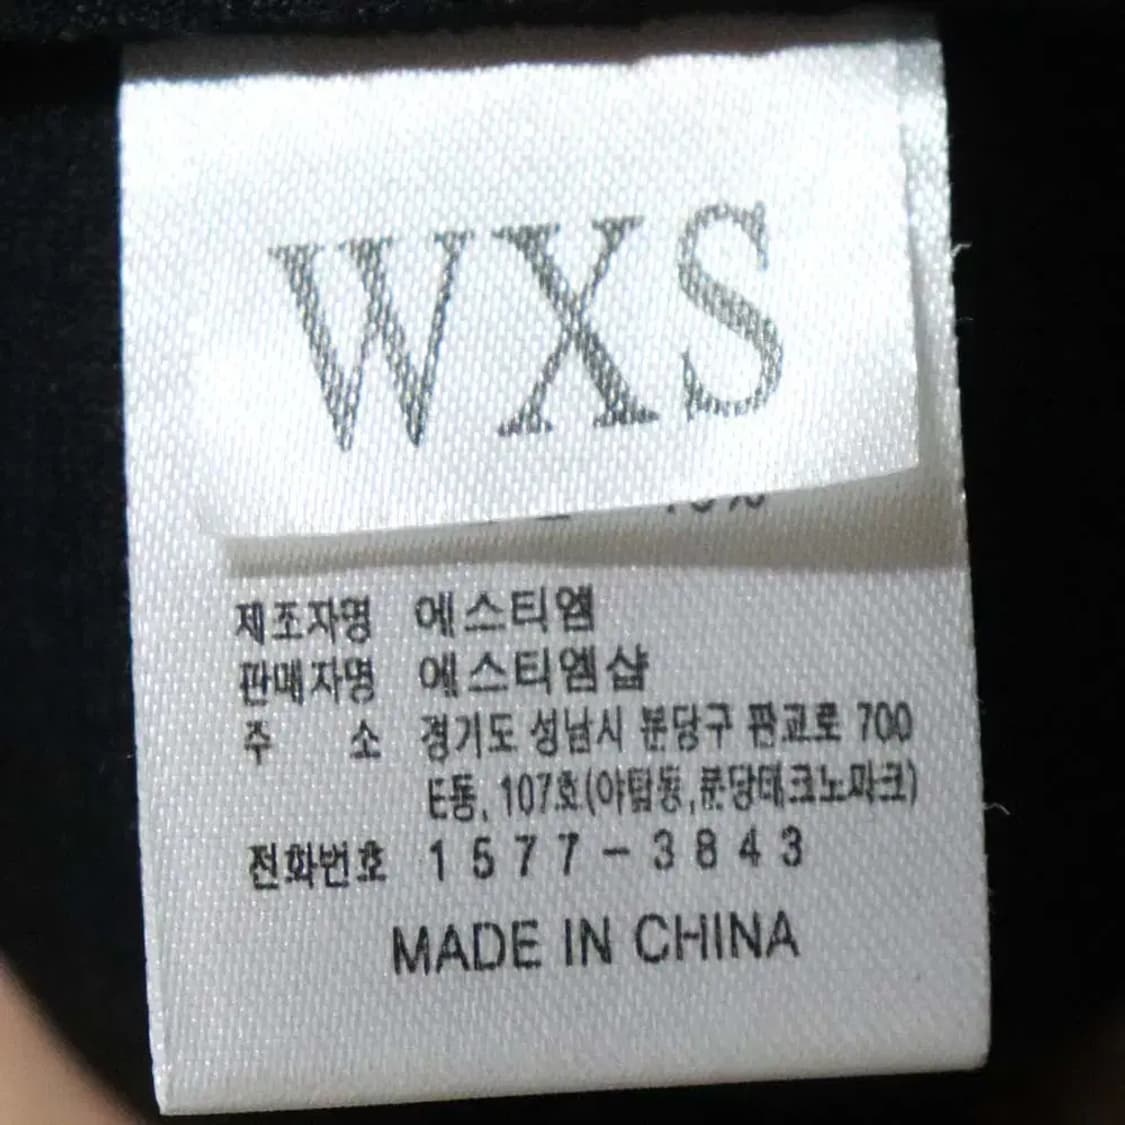 WXS
제조자명 에스티엠
판매자명 에스티엠샵
주 소 경기도 성남시 분당구 판교로 700
E동, 107호(야탑동,분당테크노파크)
전화번호 1577-3843
MADE IN CHINA